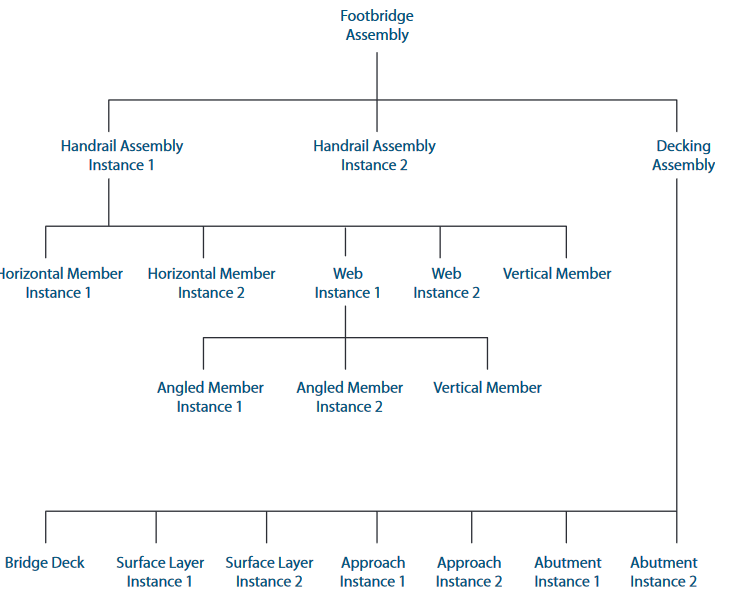 Footbridge
Assembly
Handrail Assembly
Instance 1
Handrail Assembly
Instance 2
Decking
Assembly
Horizontal Member
Instance 1
Horizontal Member
Instance 2
Web
Instance 1
Web
Instance 2
Vertical Member
Angled Member
Instance 1
Angled Member
Instance 2
Vertical Member
Bridge Deck
Surface Layer
Instance 1
Surface Layer
Instance 2
Approach
Instance 1
Approach
Instance 2
Abutment
Instance 1
Abutment
Instance 2